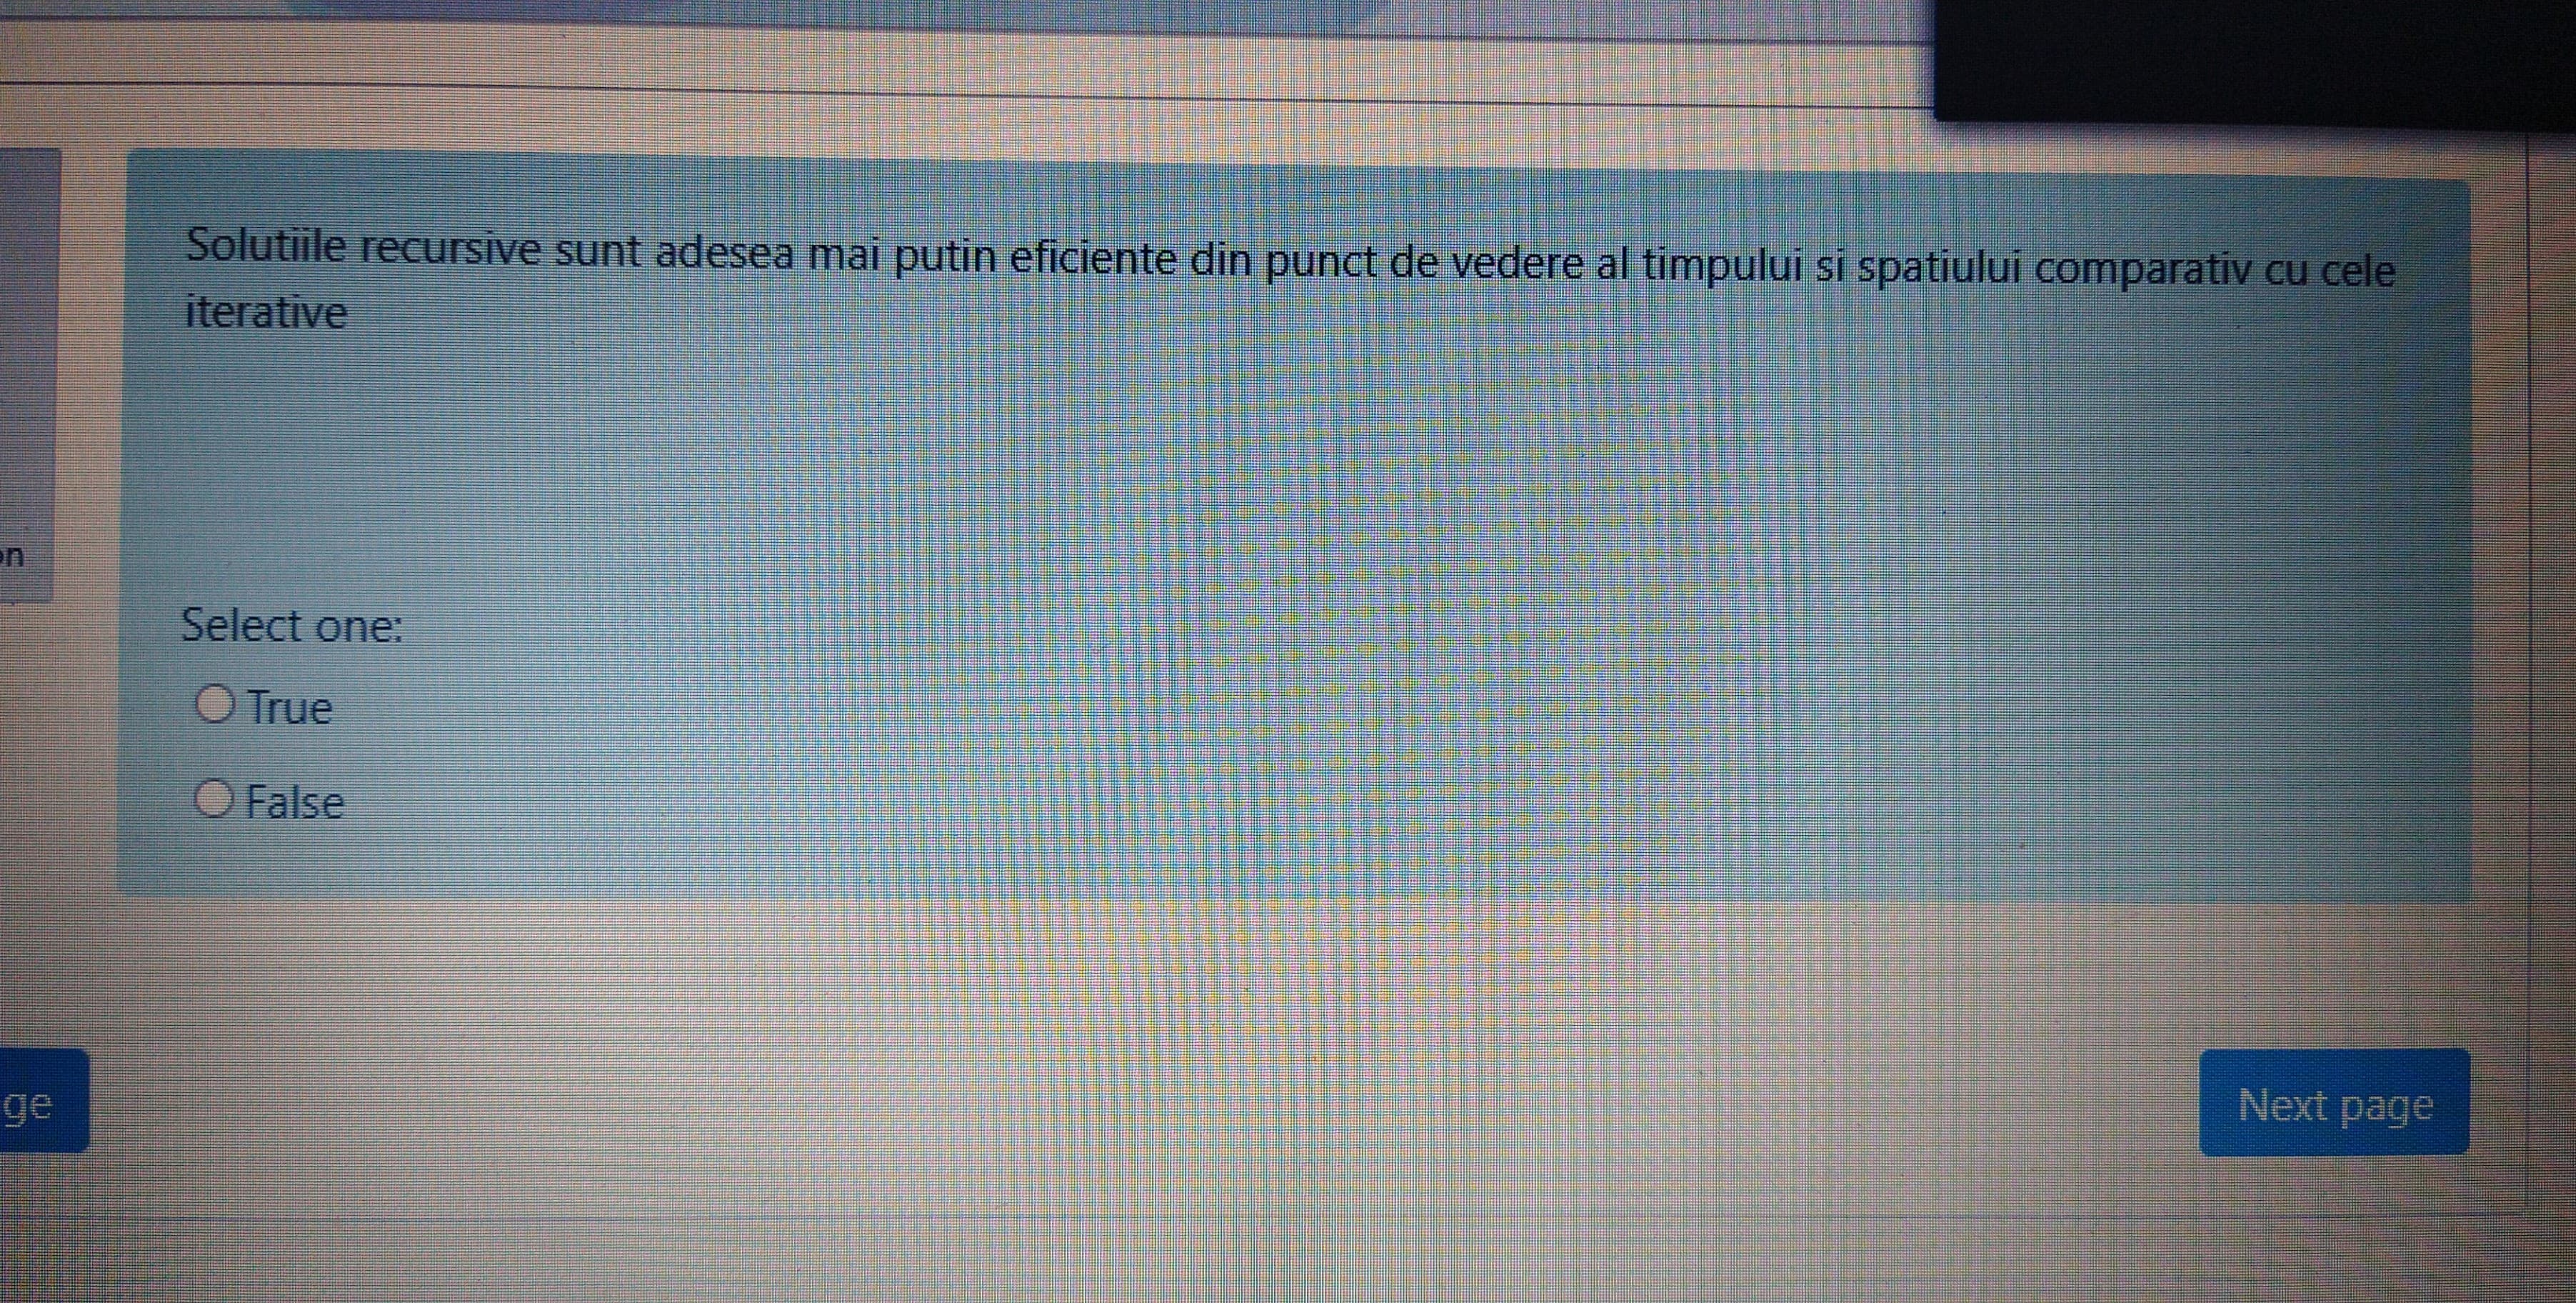 Solutiile recursive sunt adesea mai putin eficiente din punct de vedere al timpului si spatiului comparativ cu cele
iterative
on
Select one:
True
False
ge
Next page